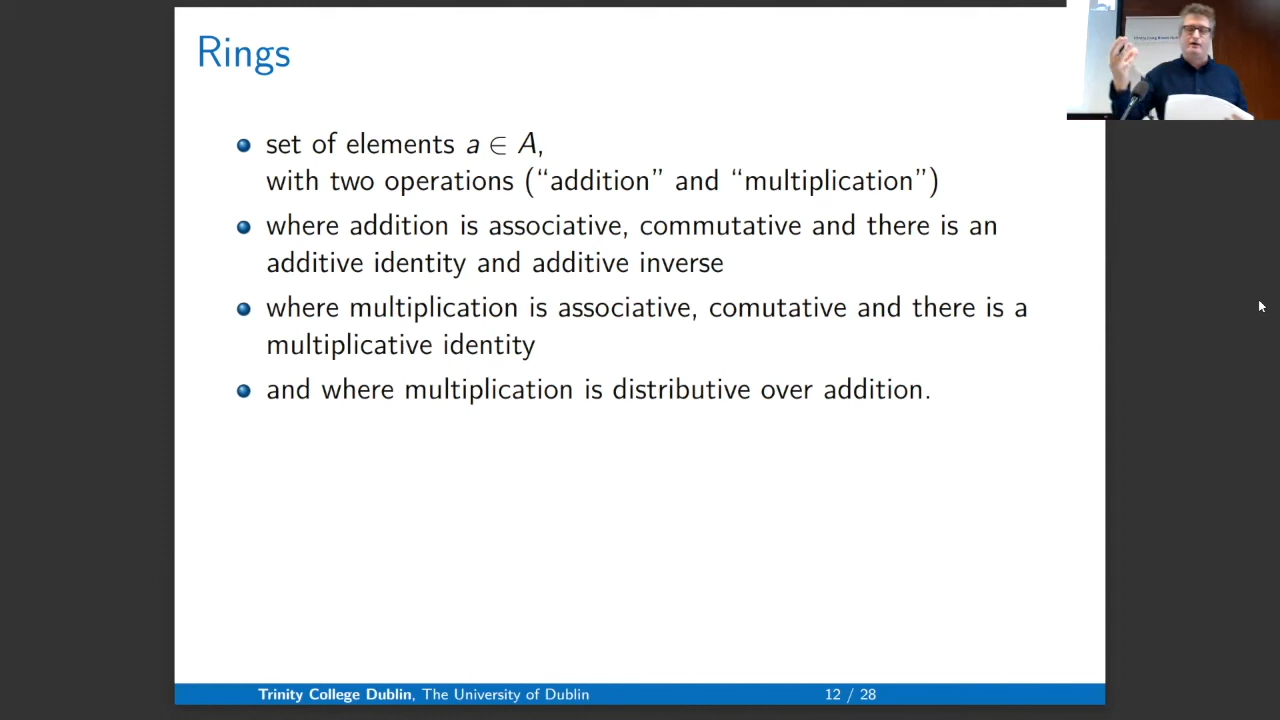 Rings
set of elements a ∈ A,
with two operations (“addition” and “multiplication”)
where addition is associative, commutative and there is an
additive identity and additive inverse
where multiplication is associative, comutative and there is a
multiplicative identity
and where multiplication is distributive over addition.
Trinity College Dublin, The University of Dublin
12 / 28